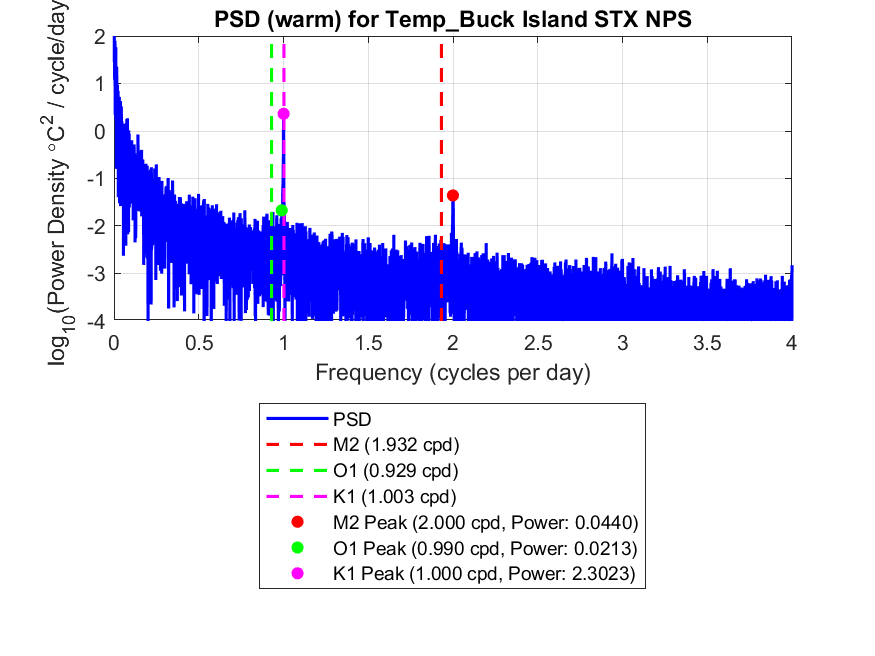 PSD (warm) for Temp_Buck Island STX NPS
log10(Power Density °C2 / cycle/day
2
1
0
-1
-2
-3
-4
0 0.5 1 1.5 2 2.5 3 3.5 4
Frequency (cycles per day)
PSD
M2 (1.932 cpd)
O1 (0.929 cpd)
K1 (1.003 cpd)
M2 Peak (2.000 cpd, Power: 0.0440)
O1 Peak (0.990 cpd, Power: 0.0213)
K1 Peak (1.000 cpd, Power: 2.3023)